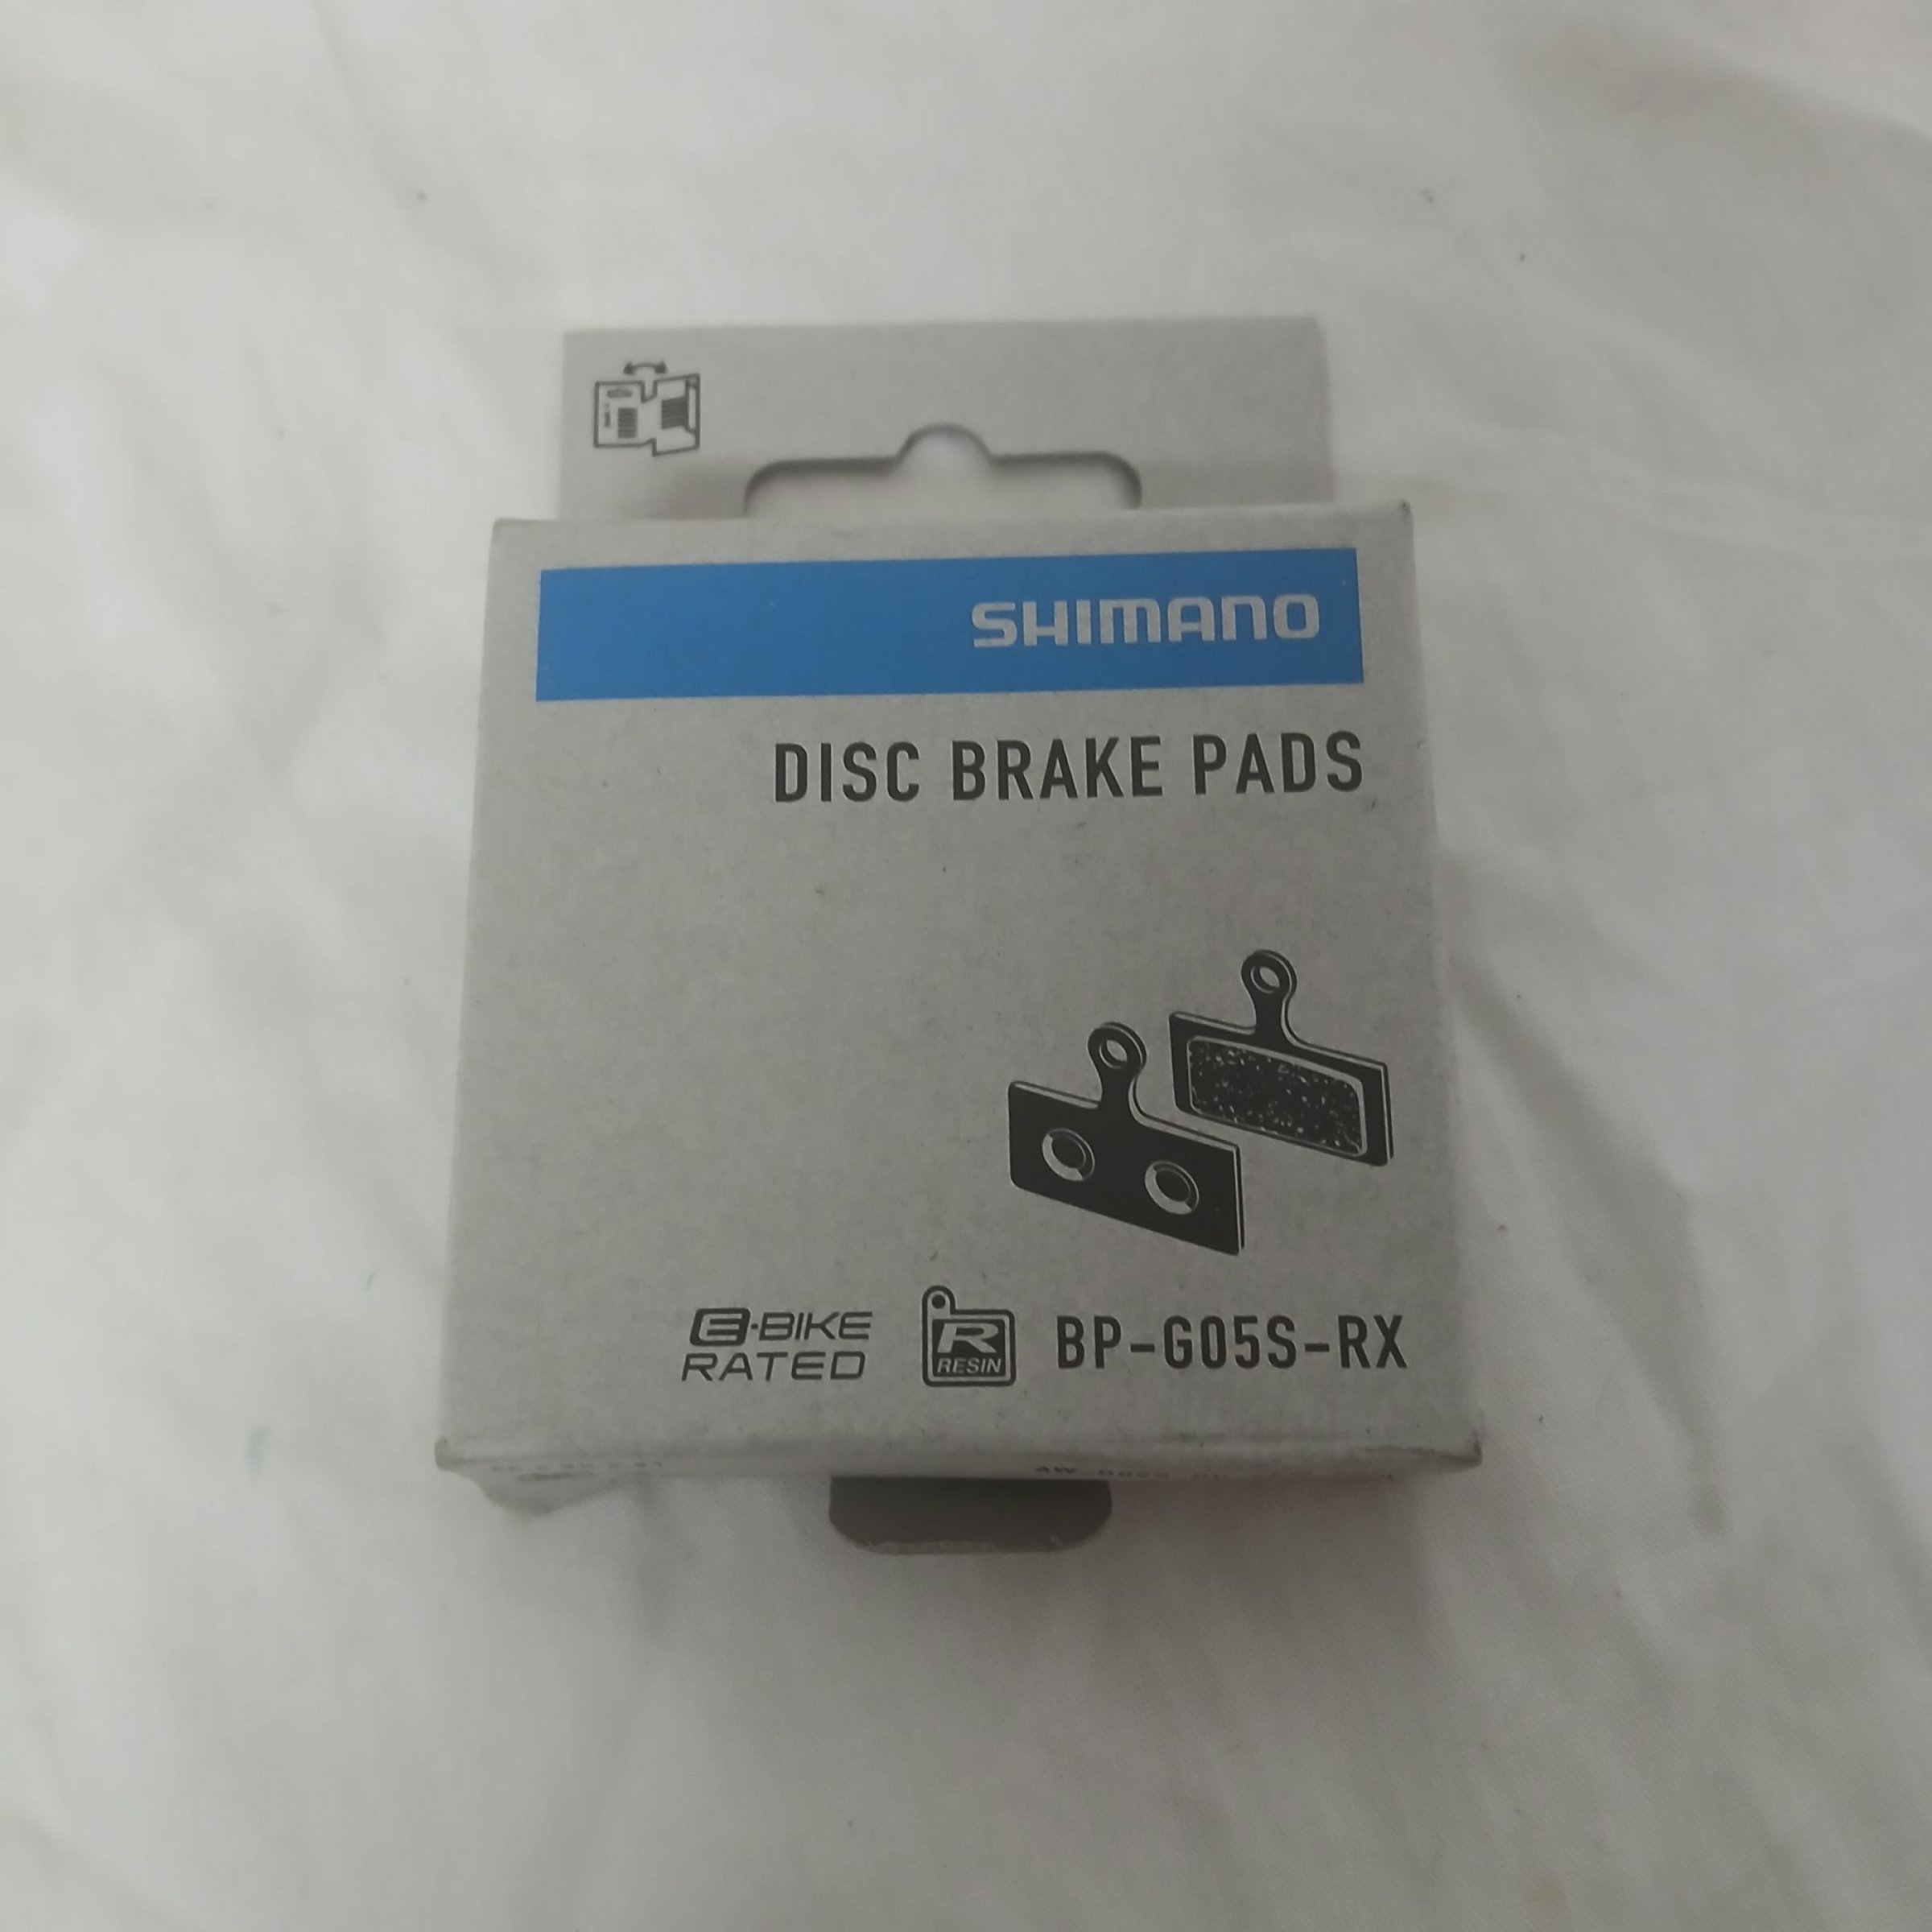 SHIMANO
DISC BRAKE PADS
E-BIKE
RATED
R
RESIN
BP-G05S-RX